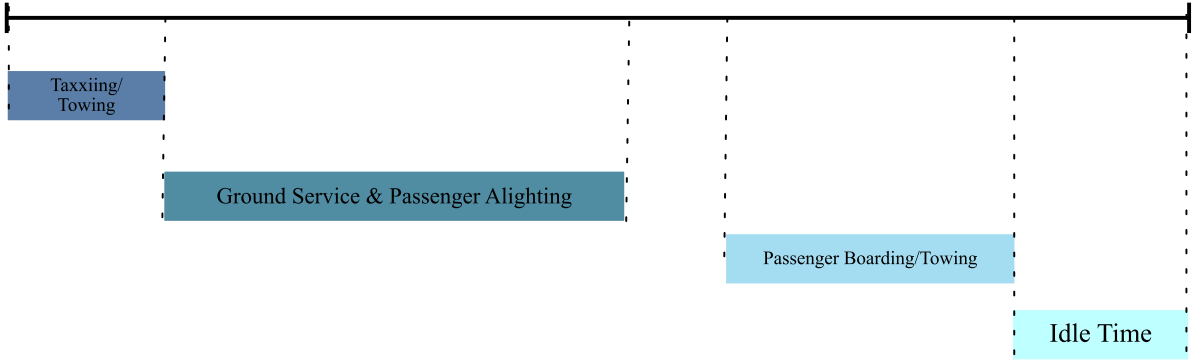 Taxxiing/
Towing
Ground Service & Passenger Alighting
Passenger Boarding/Towing
Idle Time